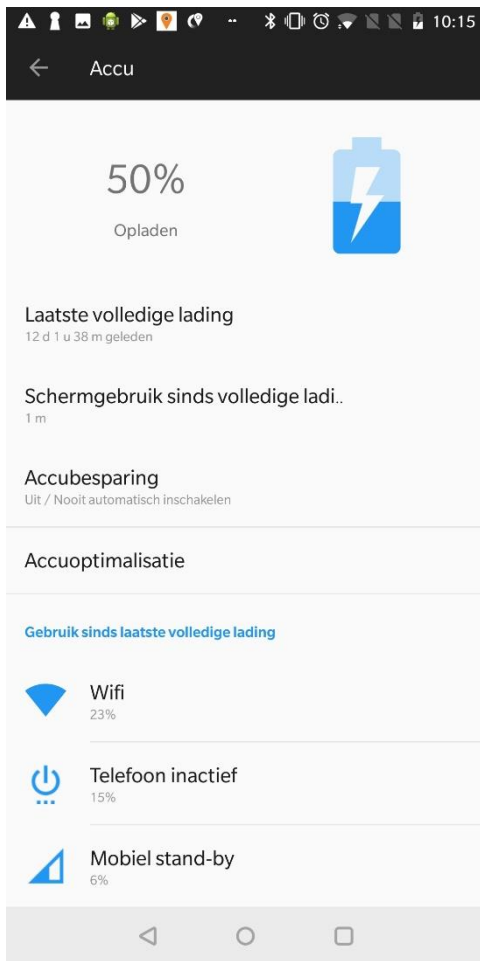 10:15
Accu
50%
Opladen
Laatste volledige lading
12 d 1 u 38 m geleden
Schermgebruik sinds volledige ladi..
1 m
Accubesparing
Uit / Nooit automatisch inschakelen
Accuoptimalisatie
Gebruik sinds laatste volledige lading
Wifi
23%
Telefoon inactief
15%
Mobiel stand-by
6%